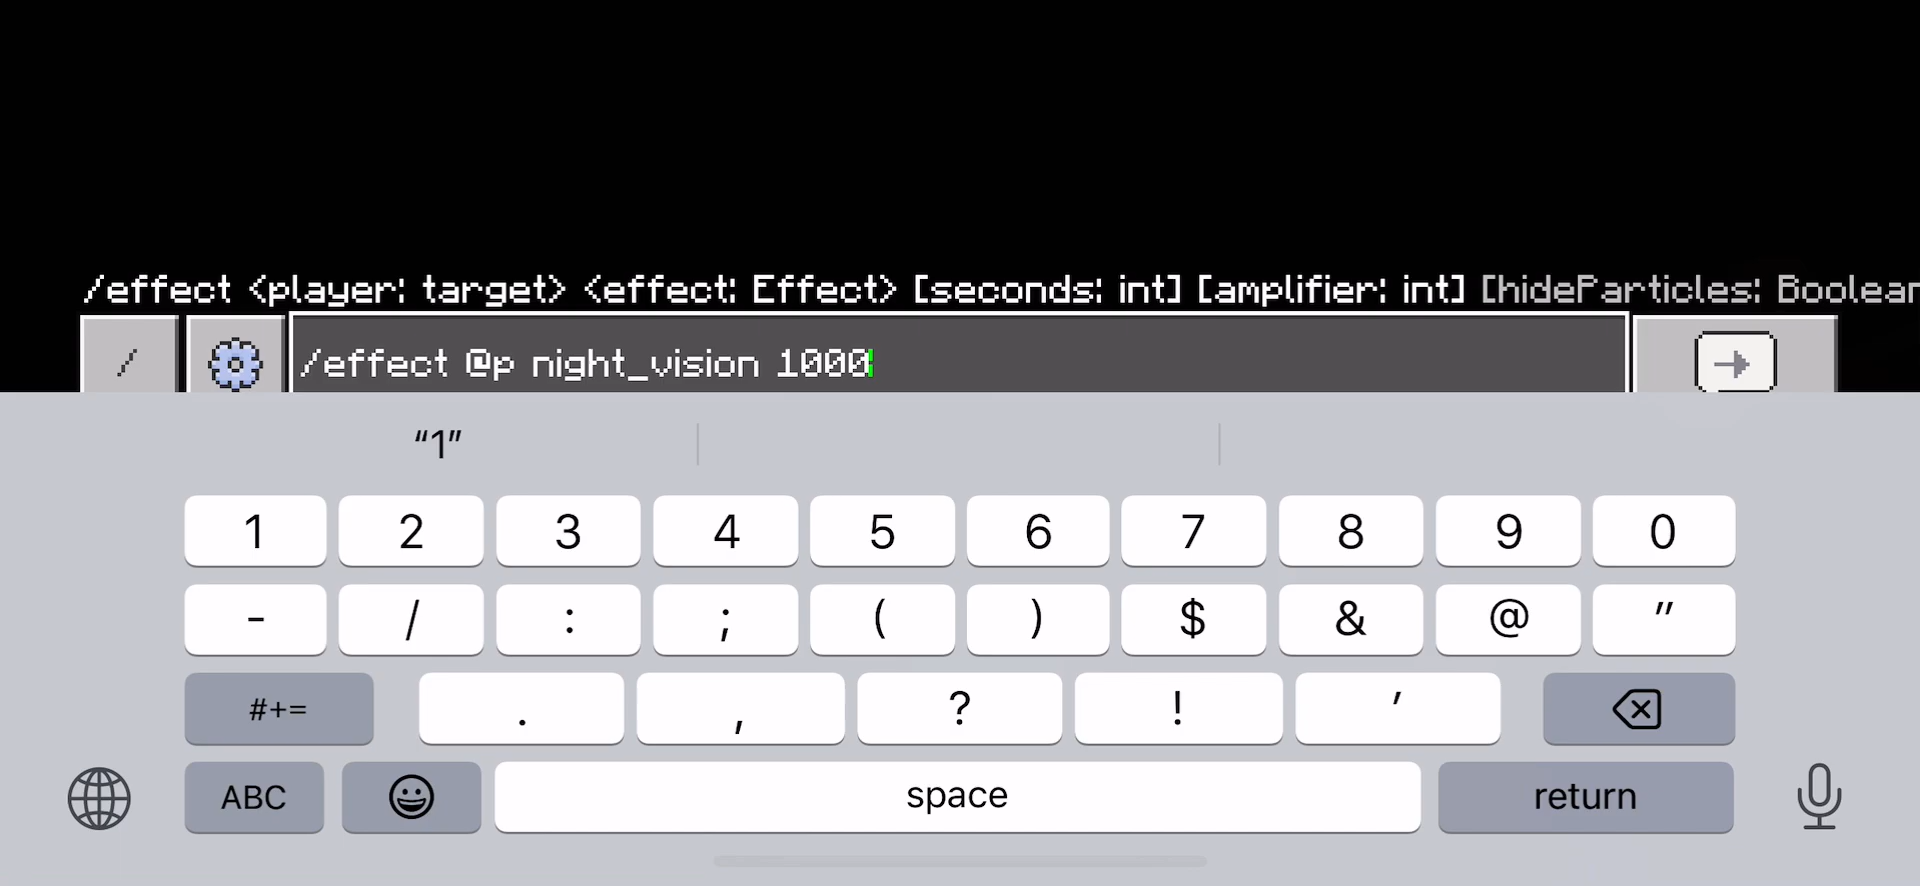 /effect <player: target> <effect: Effect> [seconds: int] [amplifier: int] [hideParticles: Boolean
/
/effect @p night_vision 1000
“1”
1 2 3 4 5 6 7 8 9 0
- / : ; ( ) $ & @ "
#+= . , ? ! '
ABC space return